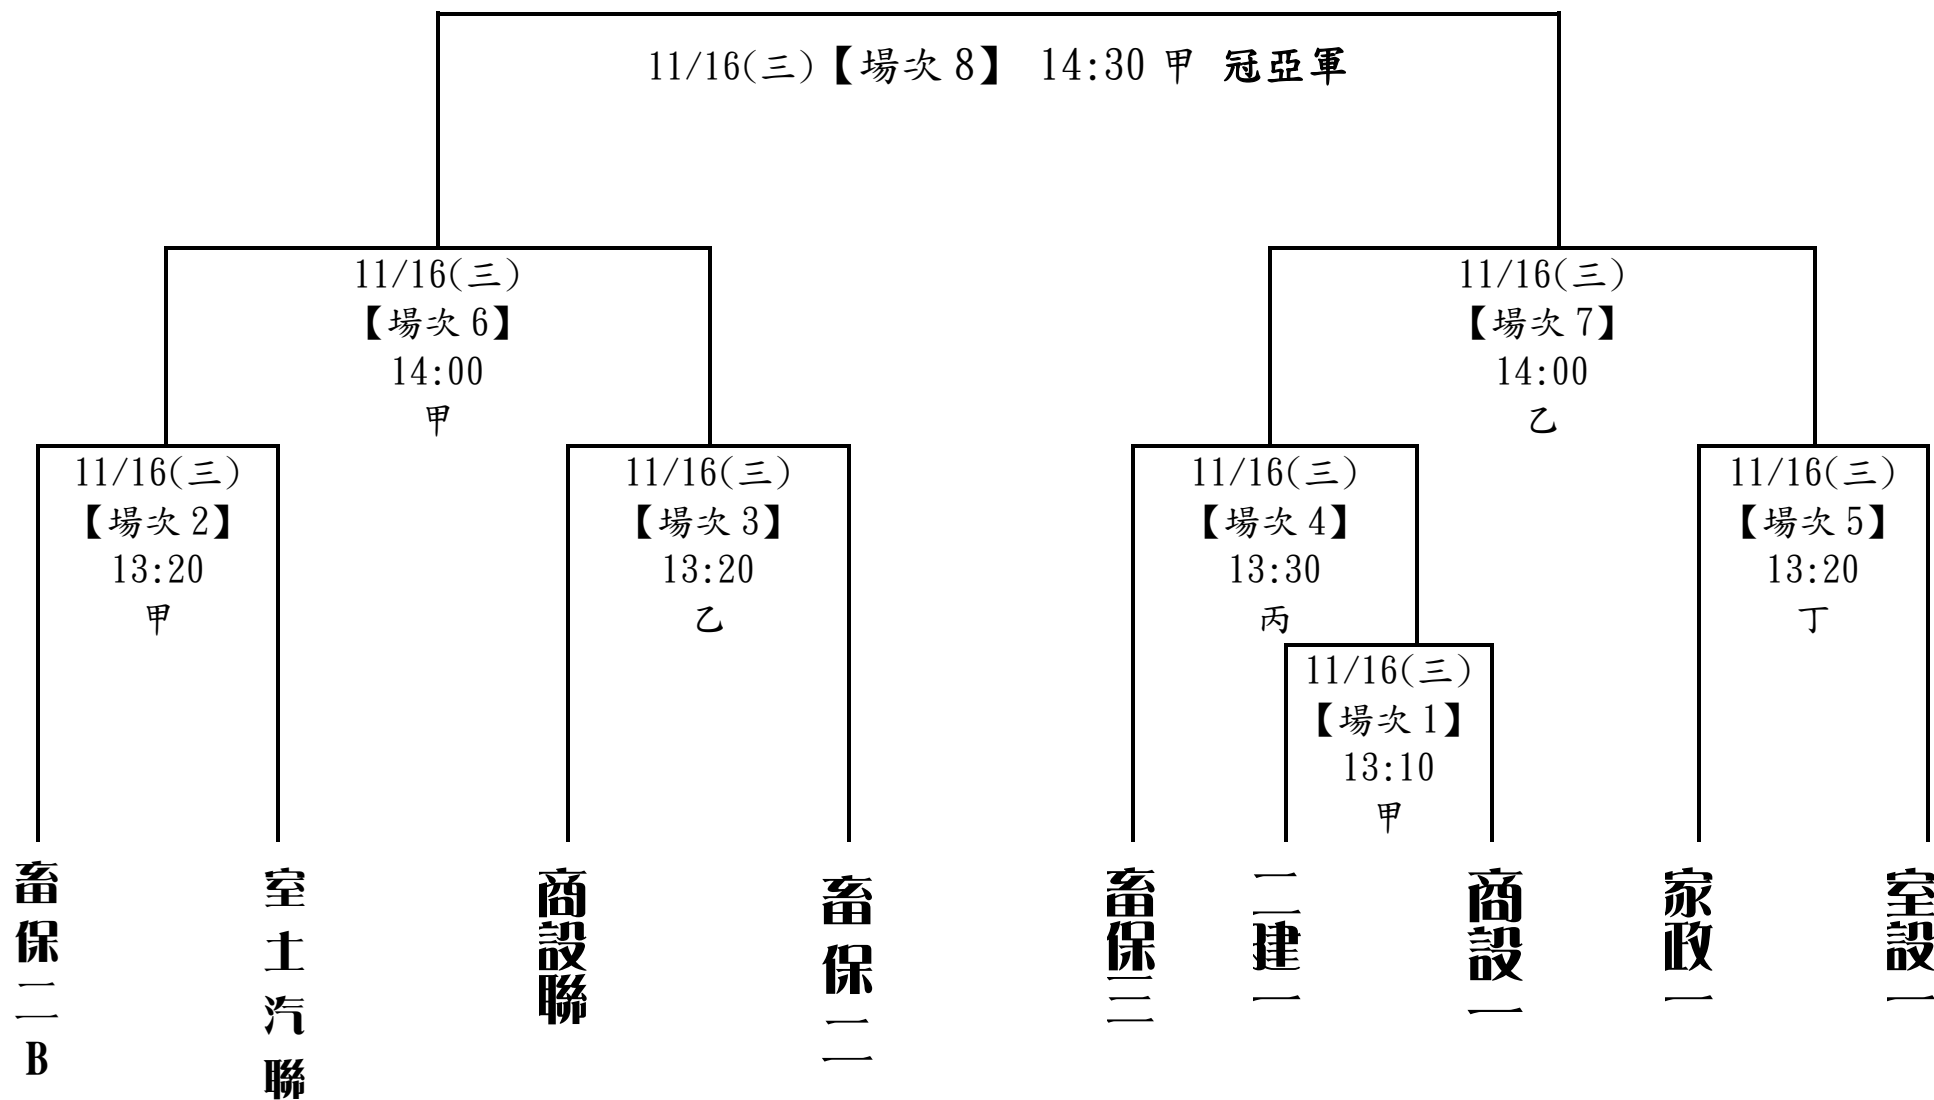 11/16(三)【場次 8】 14:30 甲 冠亞軍
11/16(三)
【場次 6】
14:00
甲
11/16(三)
【場次 7】
14:00
乙
11/16(三)
【場次 2】
13:20
甲
11/16(三)
【場次 3】
13:20
乙
11/16(三)
【場次 4】
13:30
丙
11/16(三)
【場次 5】
13:20
丁
11/16(三)
【場次 1】
13:10
甲
畜保二B
室土汽聯
商設聯
畜保二
畜保三
二建一
商設一
家政一
室設一